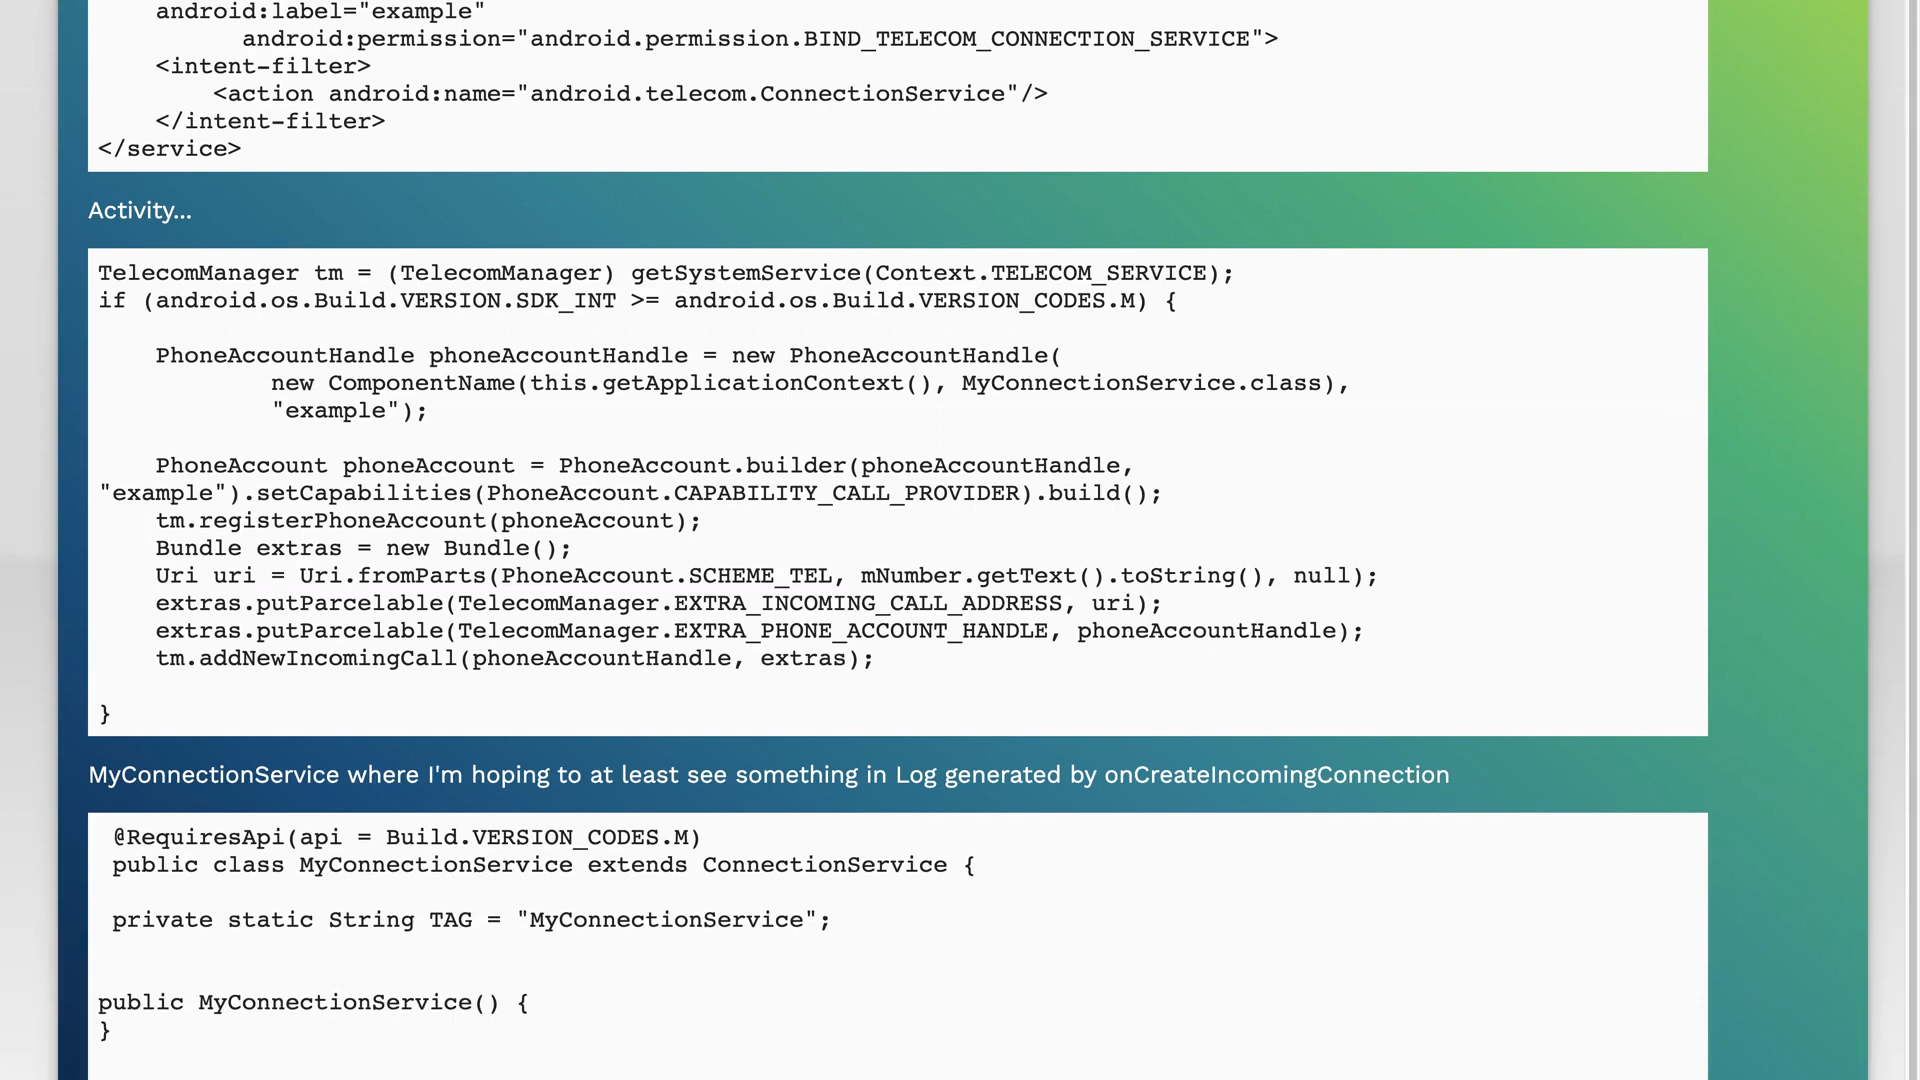 android:label="example"
android:permission="android.permission.BIND_TELECOM_CONNECTION_SERVICE">
<intent-filter>
<action android:name="android.telecom.ConnectionService"/>
</intent-filter>
</service>
Activity...
TelecomManager tm = (TelecomManager) getSystemService(Context.TELECOM_SERVICE);
if (android.os.Build.VERSION.SDK_INT >= android.os.Build.VERSION_CODES.M) {
PhoneAccountHandle phoneAccountHandle = new PhoneAccountHandle(
new ComponentName(this.getApplicationContext(), MyConnectionService.class),
"example");
PhoneAccount phoneAccount = PhoneAccount.builder(phoneAccountHandle,
"example").setCapabilities(PhoneAccount.CAPABILITY_CALL_PROVIDER).build();
tm.registerPhoneAccount(phoneAccount);
Bundle extras = new Bundle();
Uri uri = Uri.fromParts(PhoneAccount.SCHEME_TEL, mNumber.getText().toString(), null);
extras.putParcelable(TelecomManager.EXTRA_INCOMING_CALL_ADDRESS, uri);
extras.putParcelable(TelecomManager.EXTRA_PHONE_ACCOUNT_HANDLE, phoneAccountHandle);
tm.addNewIncomingCall(phoneAccountHandle, extras);
}
MyConnectionService where I'm hoping to at least see something in Log generated by onCreateIncomingConnection
@RequiresApi(api = Build.VERSION_CODES.M)
public class MyConnectionService extends ConnectionService {
private static String TAG = "MyConnectionService";
public MyConnectionService() {
}